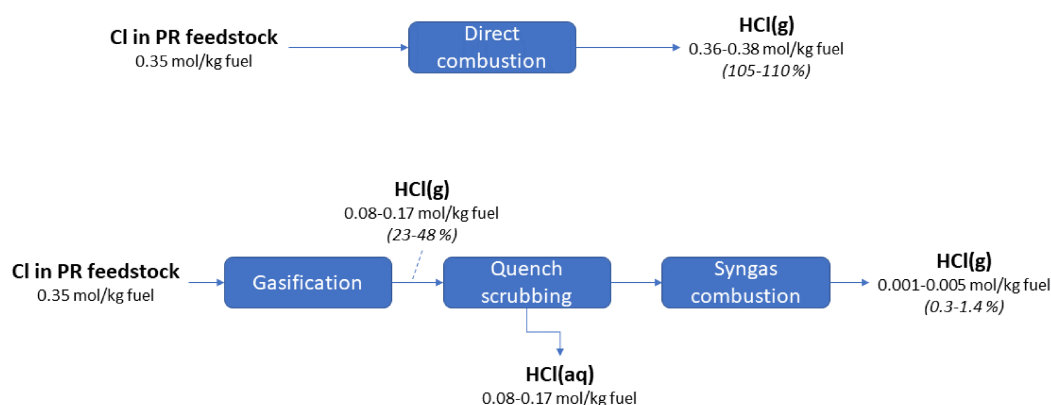 Cl in PR feedstock
0.35 mol/kg fuel
Direct
combustion
HCl(g)
0.36-0.38 mol/kg fuel
(105-110 %)
HCl(g)
0.08-0.17 mol/kg fuel
(23-48 %)
Cl in PR feedstock
0.35 mol/kg fuel
Gasification
Quench
scrubbing
Syngas
combustion
HCl(g)
0.001-0.005 mol/kg fuel
(0.3-1.4 %)
HCl(aq)
0.08-0.17 mol/kg fuel